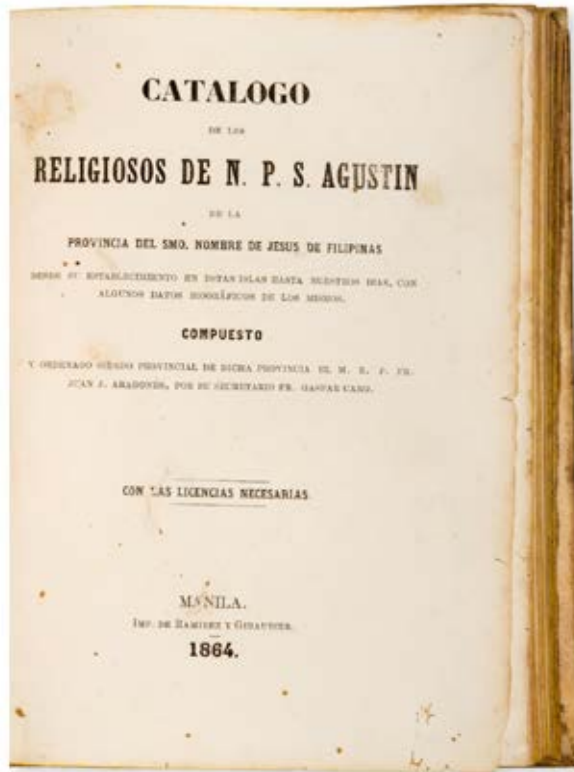 CATALOGO
DE LOS
RELIGIOSOS DE N. P. S. AGUSTIN
DE LA
PROVINCIA DEL SMO. NOMBRE DE JESUS DE FILIPINAS
DESDE SU ESTABLECIMIENTO EN ESTAS ISLAS HASTA NUESTROS DIAS, CON
ALGUNOS DATOS BIOGRÁFICOS DE LOS MISMOS.
COMPUESTO
Y ORDENADO SIENDO PROVINCIAL DE DICHA PROVINCIA EL M. R. P. FR.
JUAN J. ARAGONÉS, POR SU SECRETARIO FR. GASPAR CANO.
CON LAS LICENCIAS NECESARIAS
MANILA.
IMP. DE RAMIREZ Y GIRAUDIER.
1864.